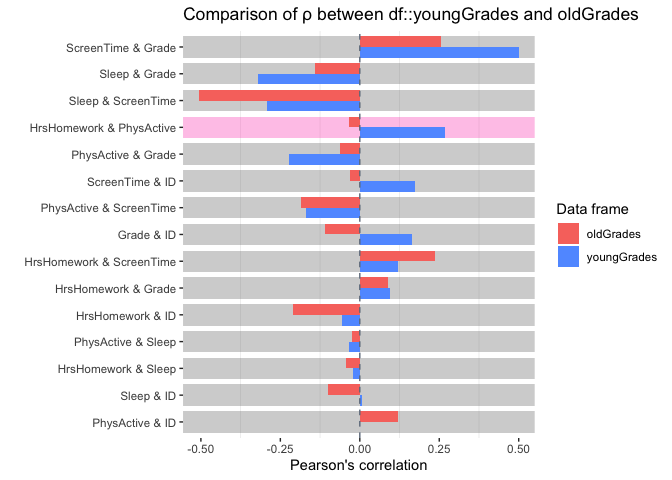 Comparison of ρ between df::youngGrades and oldGrades
ScreenTime & Grade
Sleep & Grade
Sleep & ScreenTime
HrsHomework & PhysActive
PhysActive & Grade
ScreenTime & ID
PhysActive & ScreenTime
Grade & ID
HrsHomework & ScreenTime
HrsHomework & Grade
HrsHomework & ID
PhysActive & Sleep
HrsHomework & Sleep
Sleep & ID
PhysActive & ID
-0.50 -0.25 0.00 0.25 0.50
Pearson's correlation
Data frame
oldGrades
youngGrades